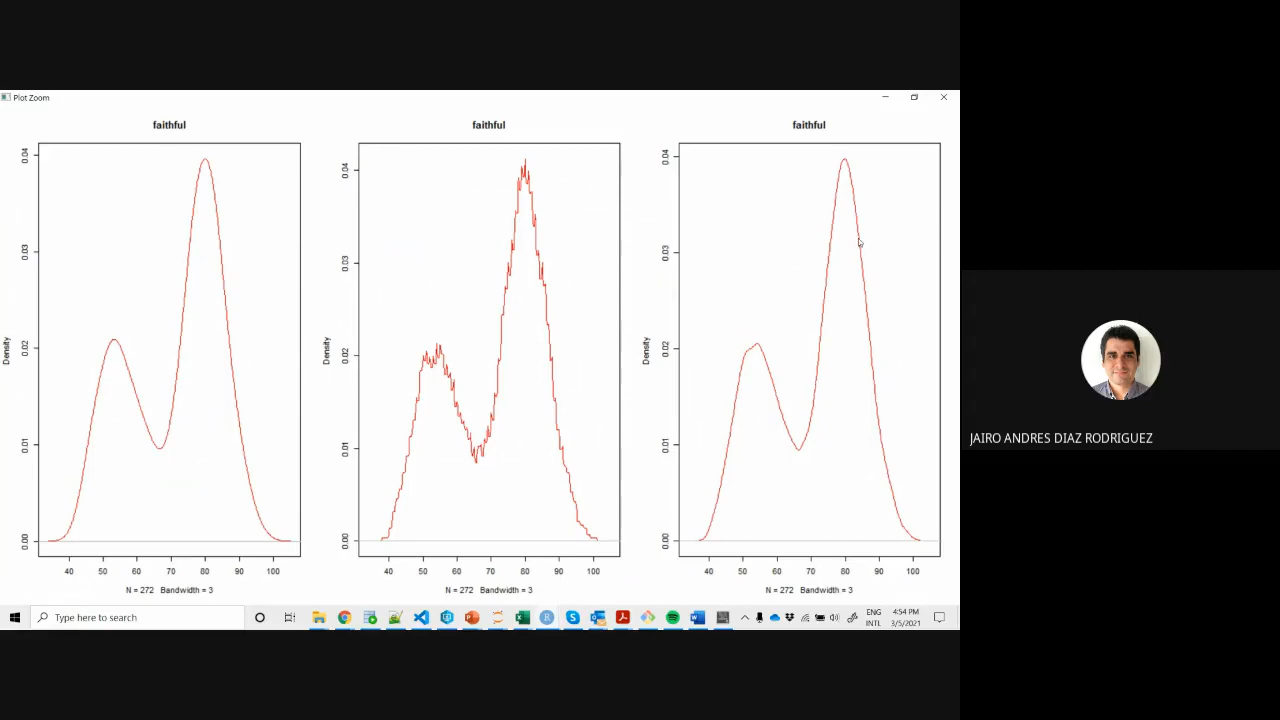 Plot Zoom
faithful
0.04
0.03
0.02
0.01
0.00
Density
40 50 60 70 80 90 100
N = 272 Bandwidth = 3
faithful
0.04
0.03
0.02
0.01
0.00
Density
40 50 60 70 80 90 100
N = 272 Bandwidth = 3
faithful
0.04
0.03
0.02
0.01
0.00
Density
40 50 60 70 80 90 100
N = 272 Bandwidth = 3
JAIRO ANDRES DIAZ RODRIGUEZ
Type here to search
ENG
INTL
4:54 PM
3/5/2021